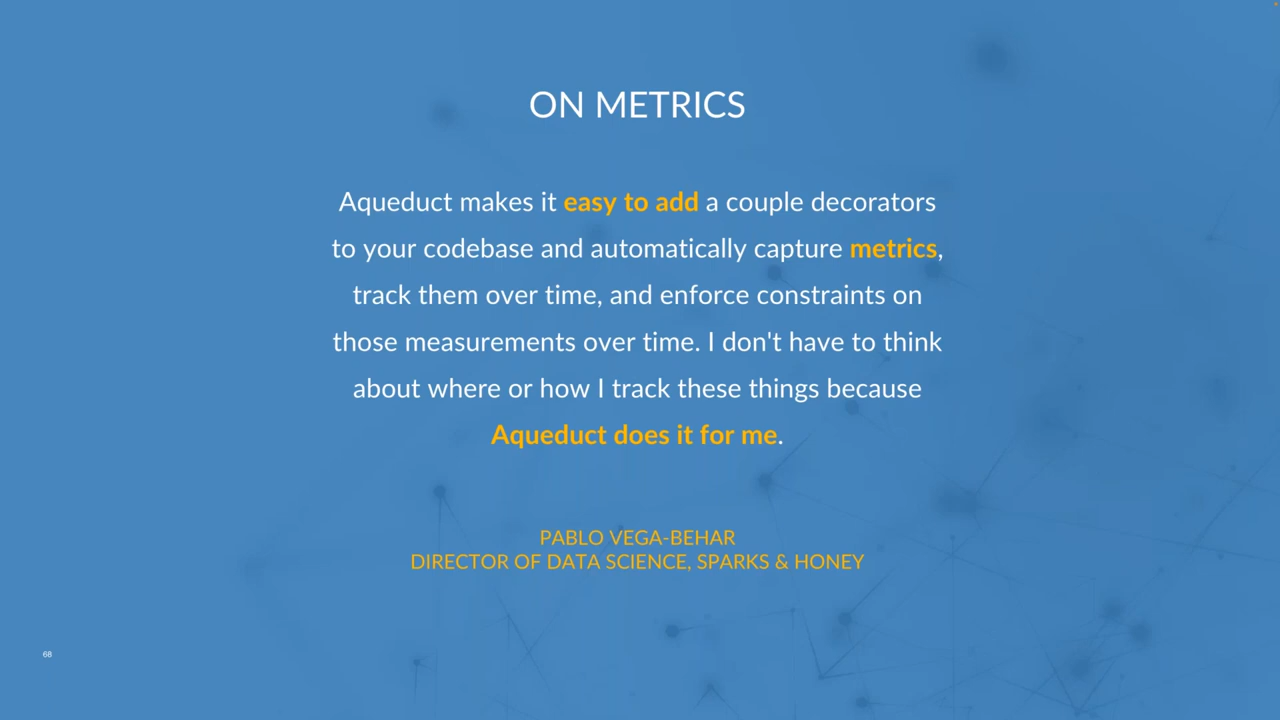 ON METRICS
Aqueduct makes it easy to add a couple decorators
to your codebase and automatically capture metrics,
track them over time, and enforce constraints on
those measurements over time. I don't have to think
about where or how I track these things because
Aqueduct does it for me.
PABLO VEGA-BEHAR
DIRECTOR OF DATA SCIENCE, SPARKS & HONEY
68